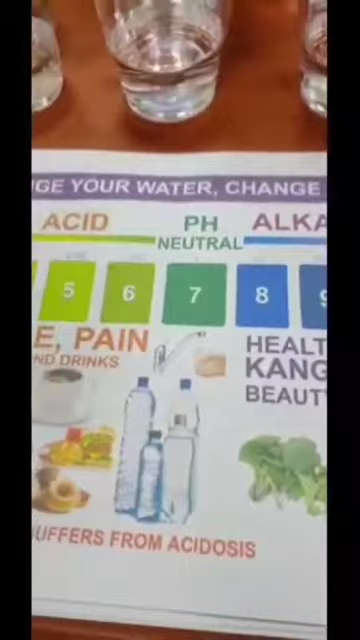 GE YOUR WATER, CHANGE
ACID PH ALKA
NEUTRAL
5 6 7 8 9
E, PAIN
ND DRINKS
HEALT
KANG
BEAUT
UFFERS FROM ACIDOSIS